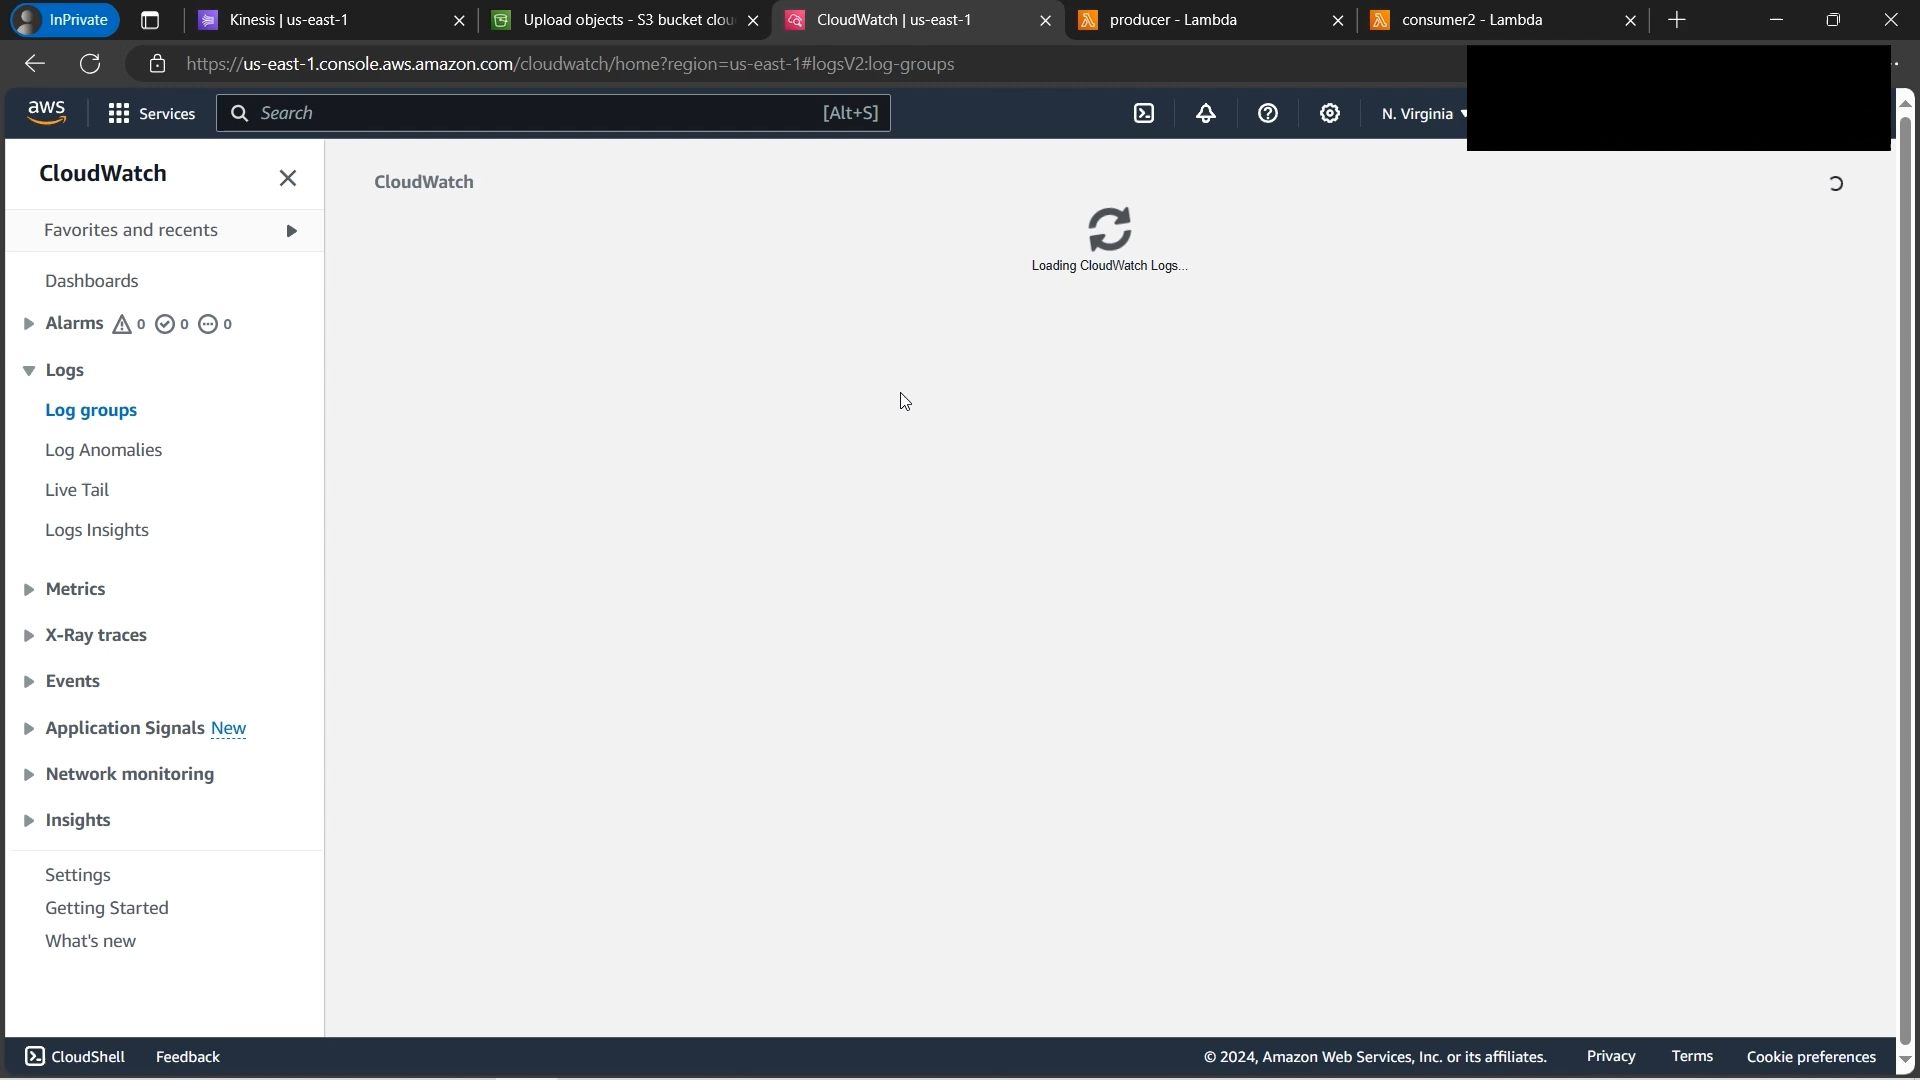 InPrivate
Kinesis | us-east-1
Upload objects - S3 bucket clou
CloudWatch | us-east-1
producer - Lambda
consumer2 - Lambda
https://us-east-1.console.aws.amazon.com/cloudwatch/home?region=us-east-1#logsV2:log-groups
aws
Services
Search
[Alt+S]
N. Virginia
CloudWatch
Favorites and recents
Dashboards
Alarms 0 0 0
Logs
Log groups
Log Anomalies
Live Tail
Logs Insights
Metrics
X-Ray traces
Events
Application Signals New
Network monitoring
Insights
Settings
Getting Started
What's new
CloudWatch
Loading CloudWatch Logs...
CloudShell
Feedback
© 2024, Amazon Web Services, Inc. or its affiliates.
Privacy
Terms
Cookie preferences